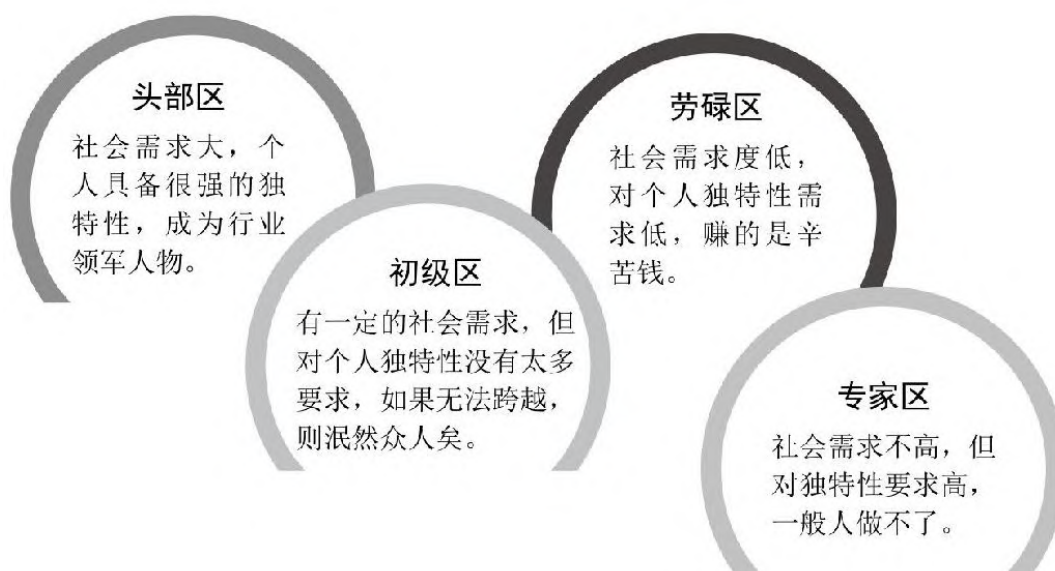 头部区
社会需求大，个
人具备很强的独
特性，成为行业
领军人物。
初级区
有一定的社会需求，但
对个人独特性没有太多
要求，如果无法跨越，
则泯然众人矣。
劳碌区
社会需求度低，
对个人独特性需
求低，赚的是辛
苦钱。
专家区
社会需求不高，但
对独特性要求高，
一般人做不了。